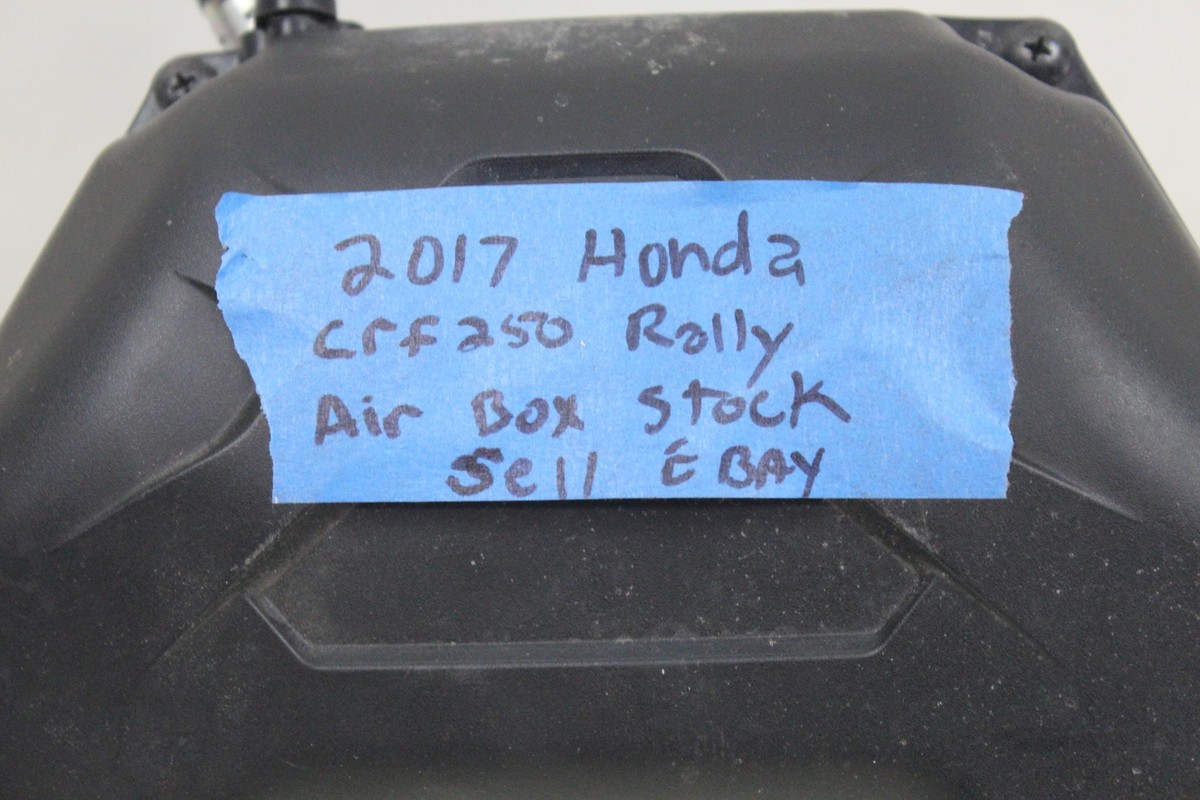 2017 Honda
Crf250 Rally
Air Box Stock
Sell E BAY